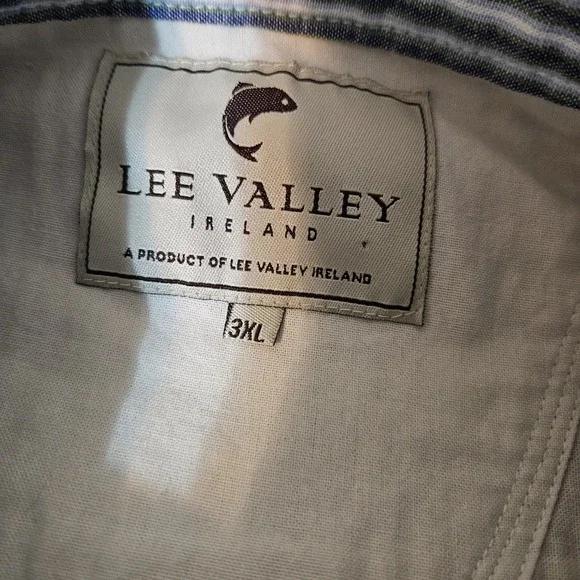 LEE VALLEY
IRELAND
A PRODUCT OF LEE VALLEY IRELAND
3XL